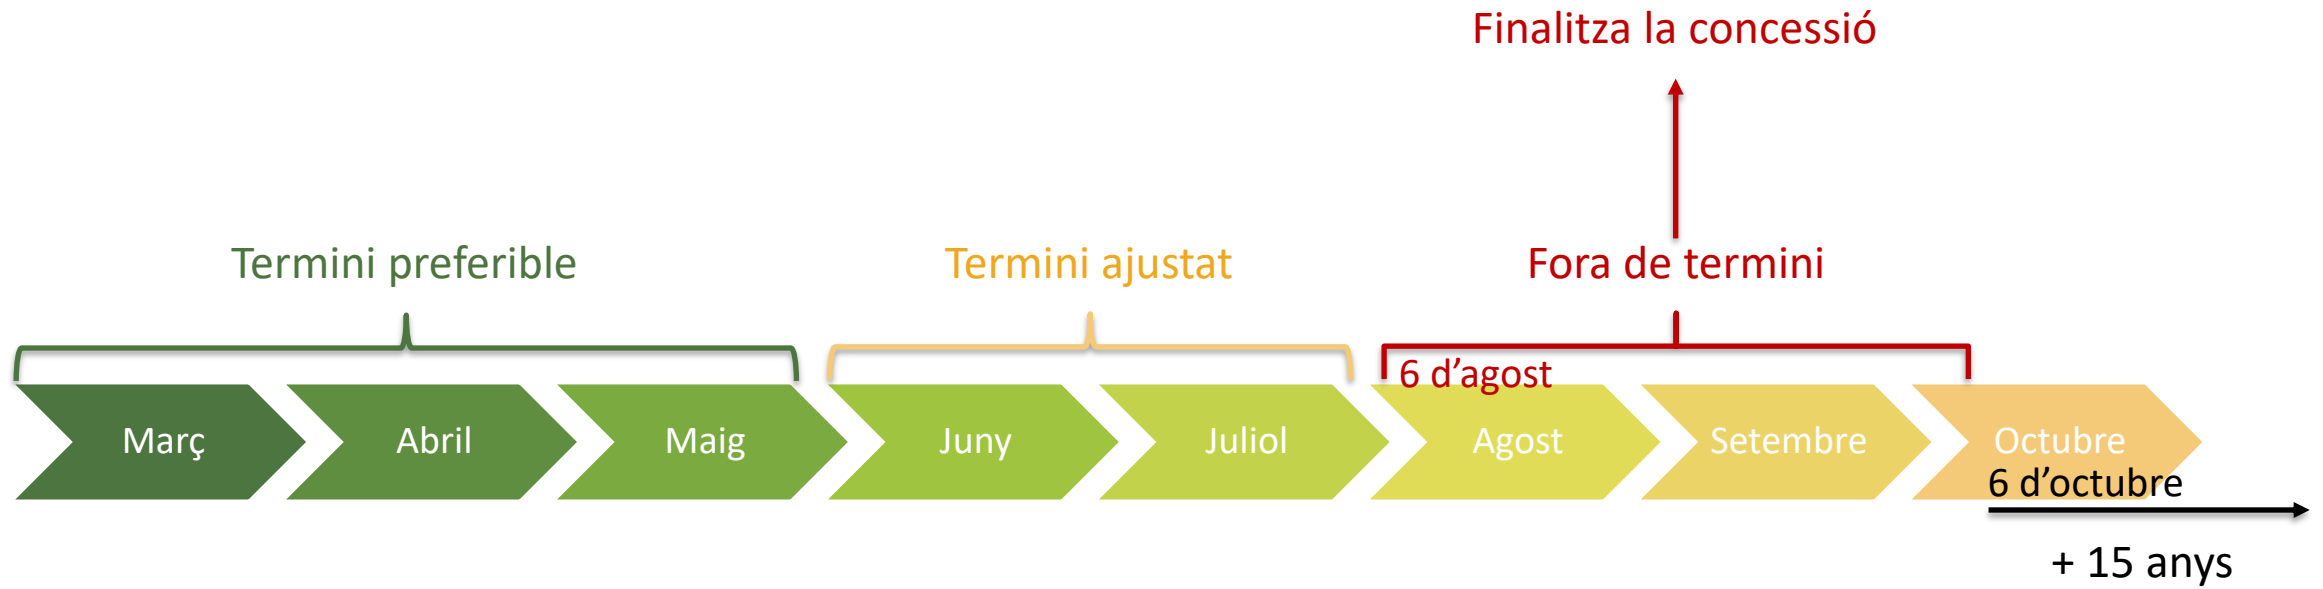 Finalitza la concessió
Termini preferible
Termini ajustat
Fora de termini
6 d’agost
Març
Abril
Maig
Juny
Juliol
Agost
Setembre
Octubre
6 d’octubre
+ 15 anys